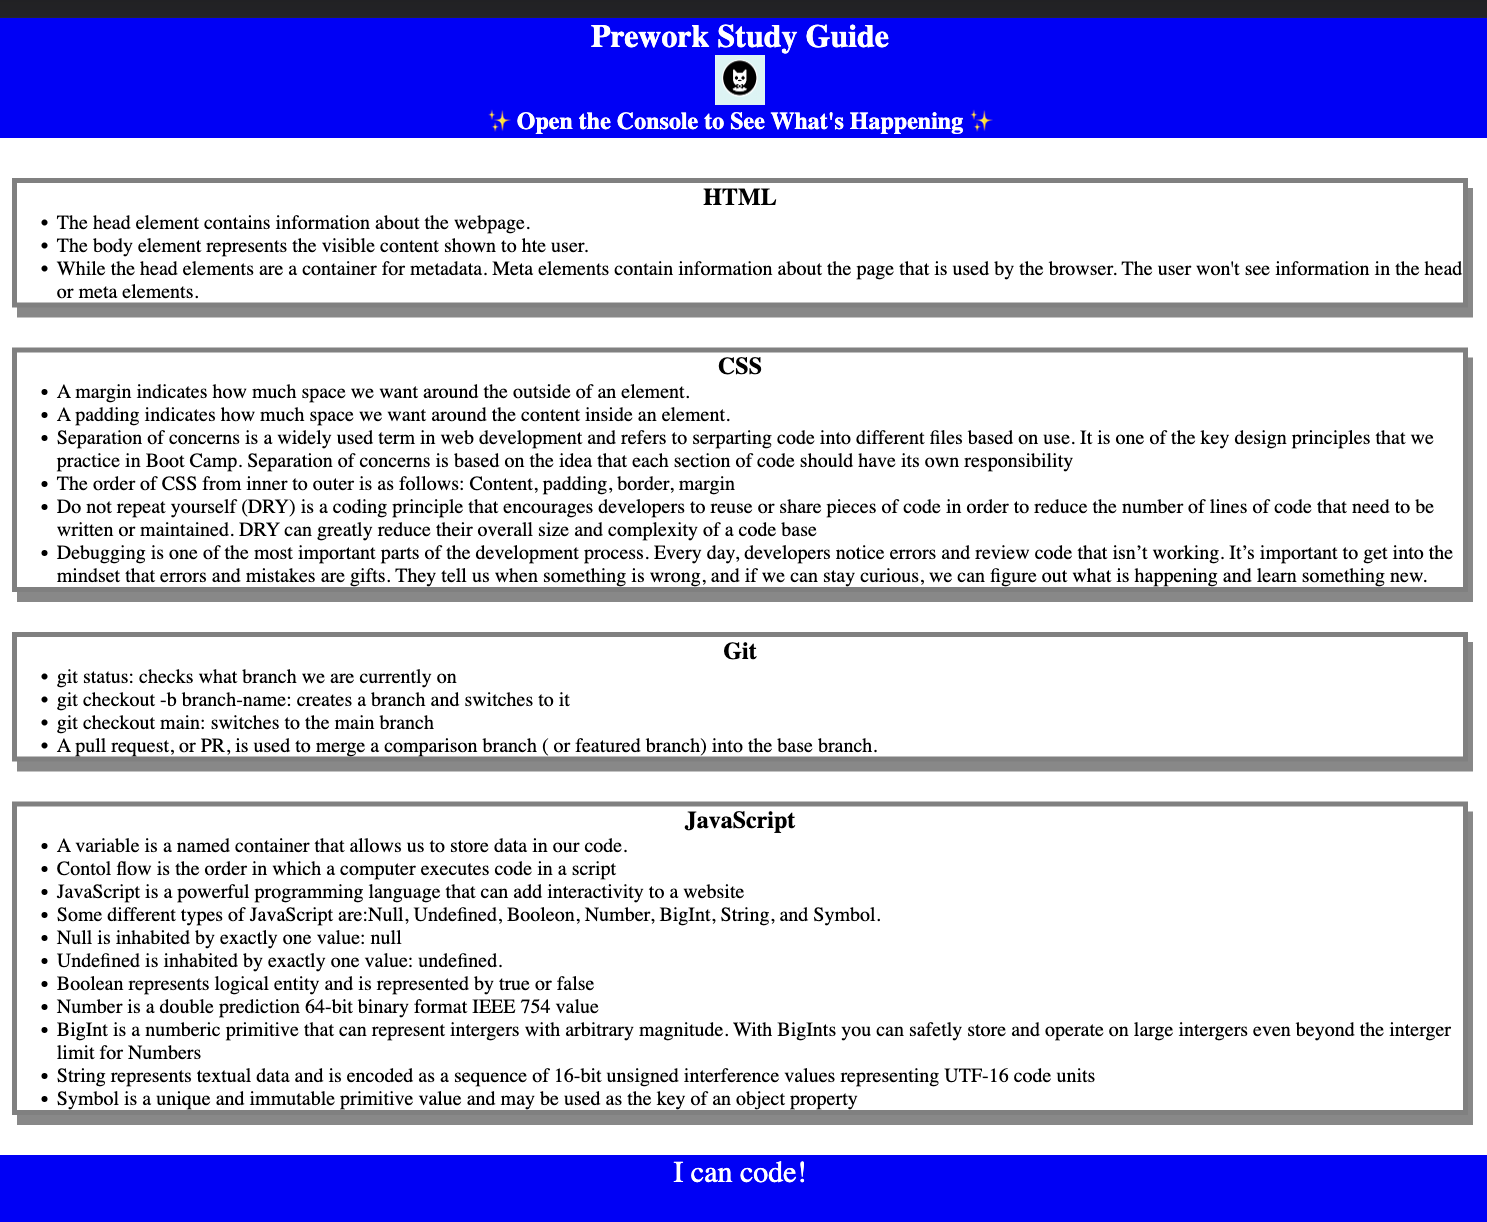 Prework Study Guide
✨ Open the Console to See What's Happening ✨
HTML
• The head element contains information about the webpage.
• The body element represents the visible content shown to hte user.
• While the head elements are a container for metadata. Meta elements contain information about the page that is used by the browser. The user won't see information in the head
or meta elements.
CSS
• A margin indicates how much space we want around the outside of an element.
• A padding indicates how much space we want around the content inside an element.
• Separation of concerns is a widely used term in web development and refers to serparting code into different files based on use. It is one of the key design principles that we
practice in Boot Camp. Separation of concerns is based on the idea that each section of code should have its own responsibility
• The order of CSS from inner to outer is as follows: Content, padding, border, margin
• Do not repeat yourself (DRY) is a coding principle that encourages developers to reuse or share pieces of code in order to reduce the number of lines of code that need to be
written or maintained. DRY can greatly reduce their overall size and complexity of a code base
• Debugging is one of the most important parts of the development process. Every day, developers notice errors and review code that isn’t working. It’s important to get into the
mindset that errors and mistakes are gifts. They tell us when something is wrong, and if we can stay curious, we can figure out what is happening and learn something new.
Git
• git status: checks what branch we are currently on
• git checkout -b branch-name: creates a branch and switches to it
• git checkout main: switches to the main branch
• A pull request, or PR, is used to merge a comparison branch ( or featured branch) into the base branch.
JavaScript
• A variable is a named container that allows us to store data in our code.
• Contol flow is the order in which a computer executes code in a script
• JavaScript is a powerful programming language that can add interactivity to a website
• Some different types of JavaScript are:Null, Undefined, Booleon, Number, BigInt, String, and Symbol.
• Null is inhabited by exactly one value: null
• Undefined is inhabited by exactly one value: undefined.
• Boolean represents logical entity and is represented by true or false
• Number is a double prediction 64-bit binary format IEEE 754 value
• BigInt is a numberic primitive that can represent intergers with arbitrary magnitude. With BigInts you can safetly store and operate on large intergers even beyond the interger
limit for Numbers
• String represents textual data and is encoded as a sequence of 16-bit unsigned interference values representing UTF-16 code units
• Symbol is a unique and immutable primitive value and may be used as the key of an object property
I can code!